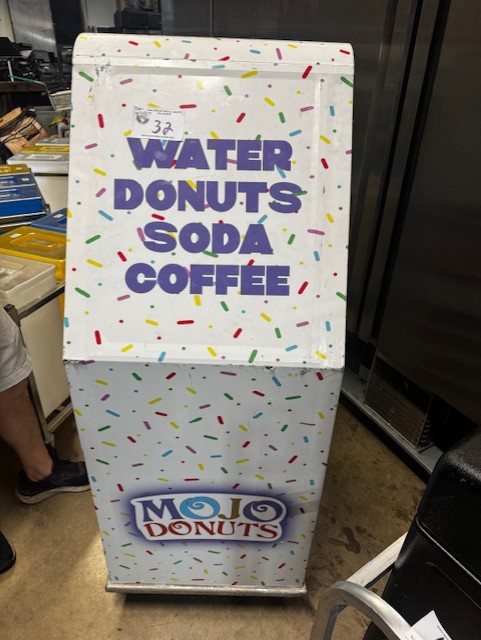 32
WATER
DONUTS
SODA
COFFEE
MOJO
DONUTS